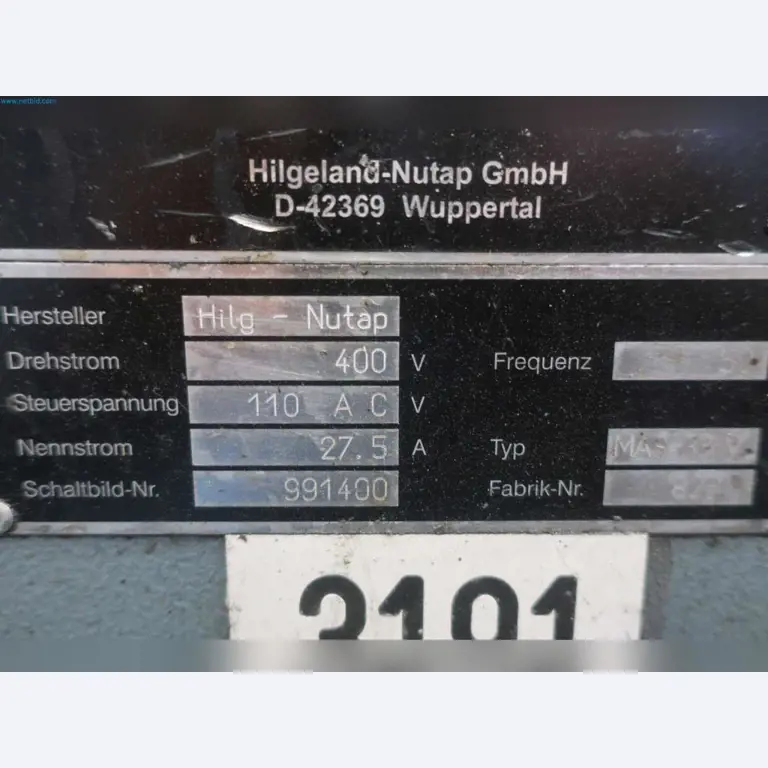 www.netbid.com
Hilgeland-Nutap GmbH
D-42369 Wuppertal
Hersteller Hilg - Nutap
Drehstrom 400 V Frequenz
Steuerspannung 110 AC V
Nennstrom 27.5 A Typ
Schaltbild-Nr. 991400 Fabrik-Nr.